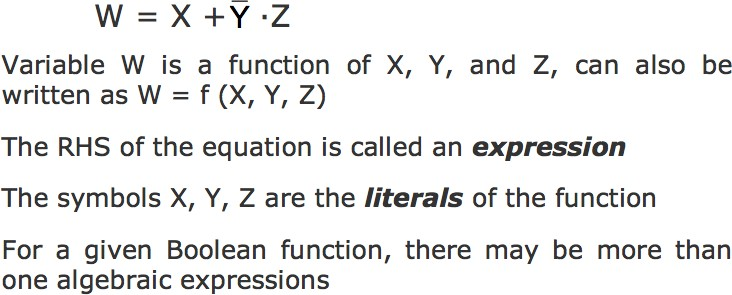 W = X + Ȳ ·Z
Variable W is a function of X, Y, and Z, can also be
written as W = f (X, Y, Z)
The RHS of the equation is called an expression
The symbols X, Y, Z are the literals of the function
For a given Boolean function, there may be more than
one algebraic expressions